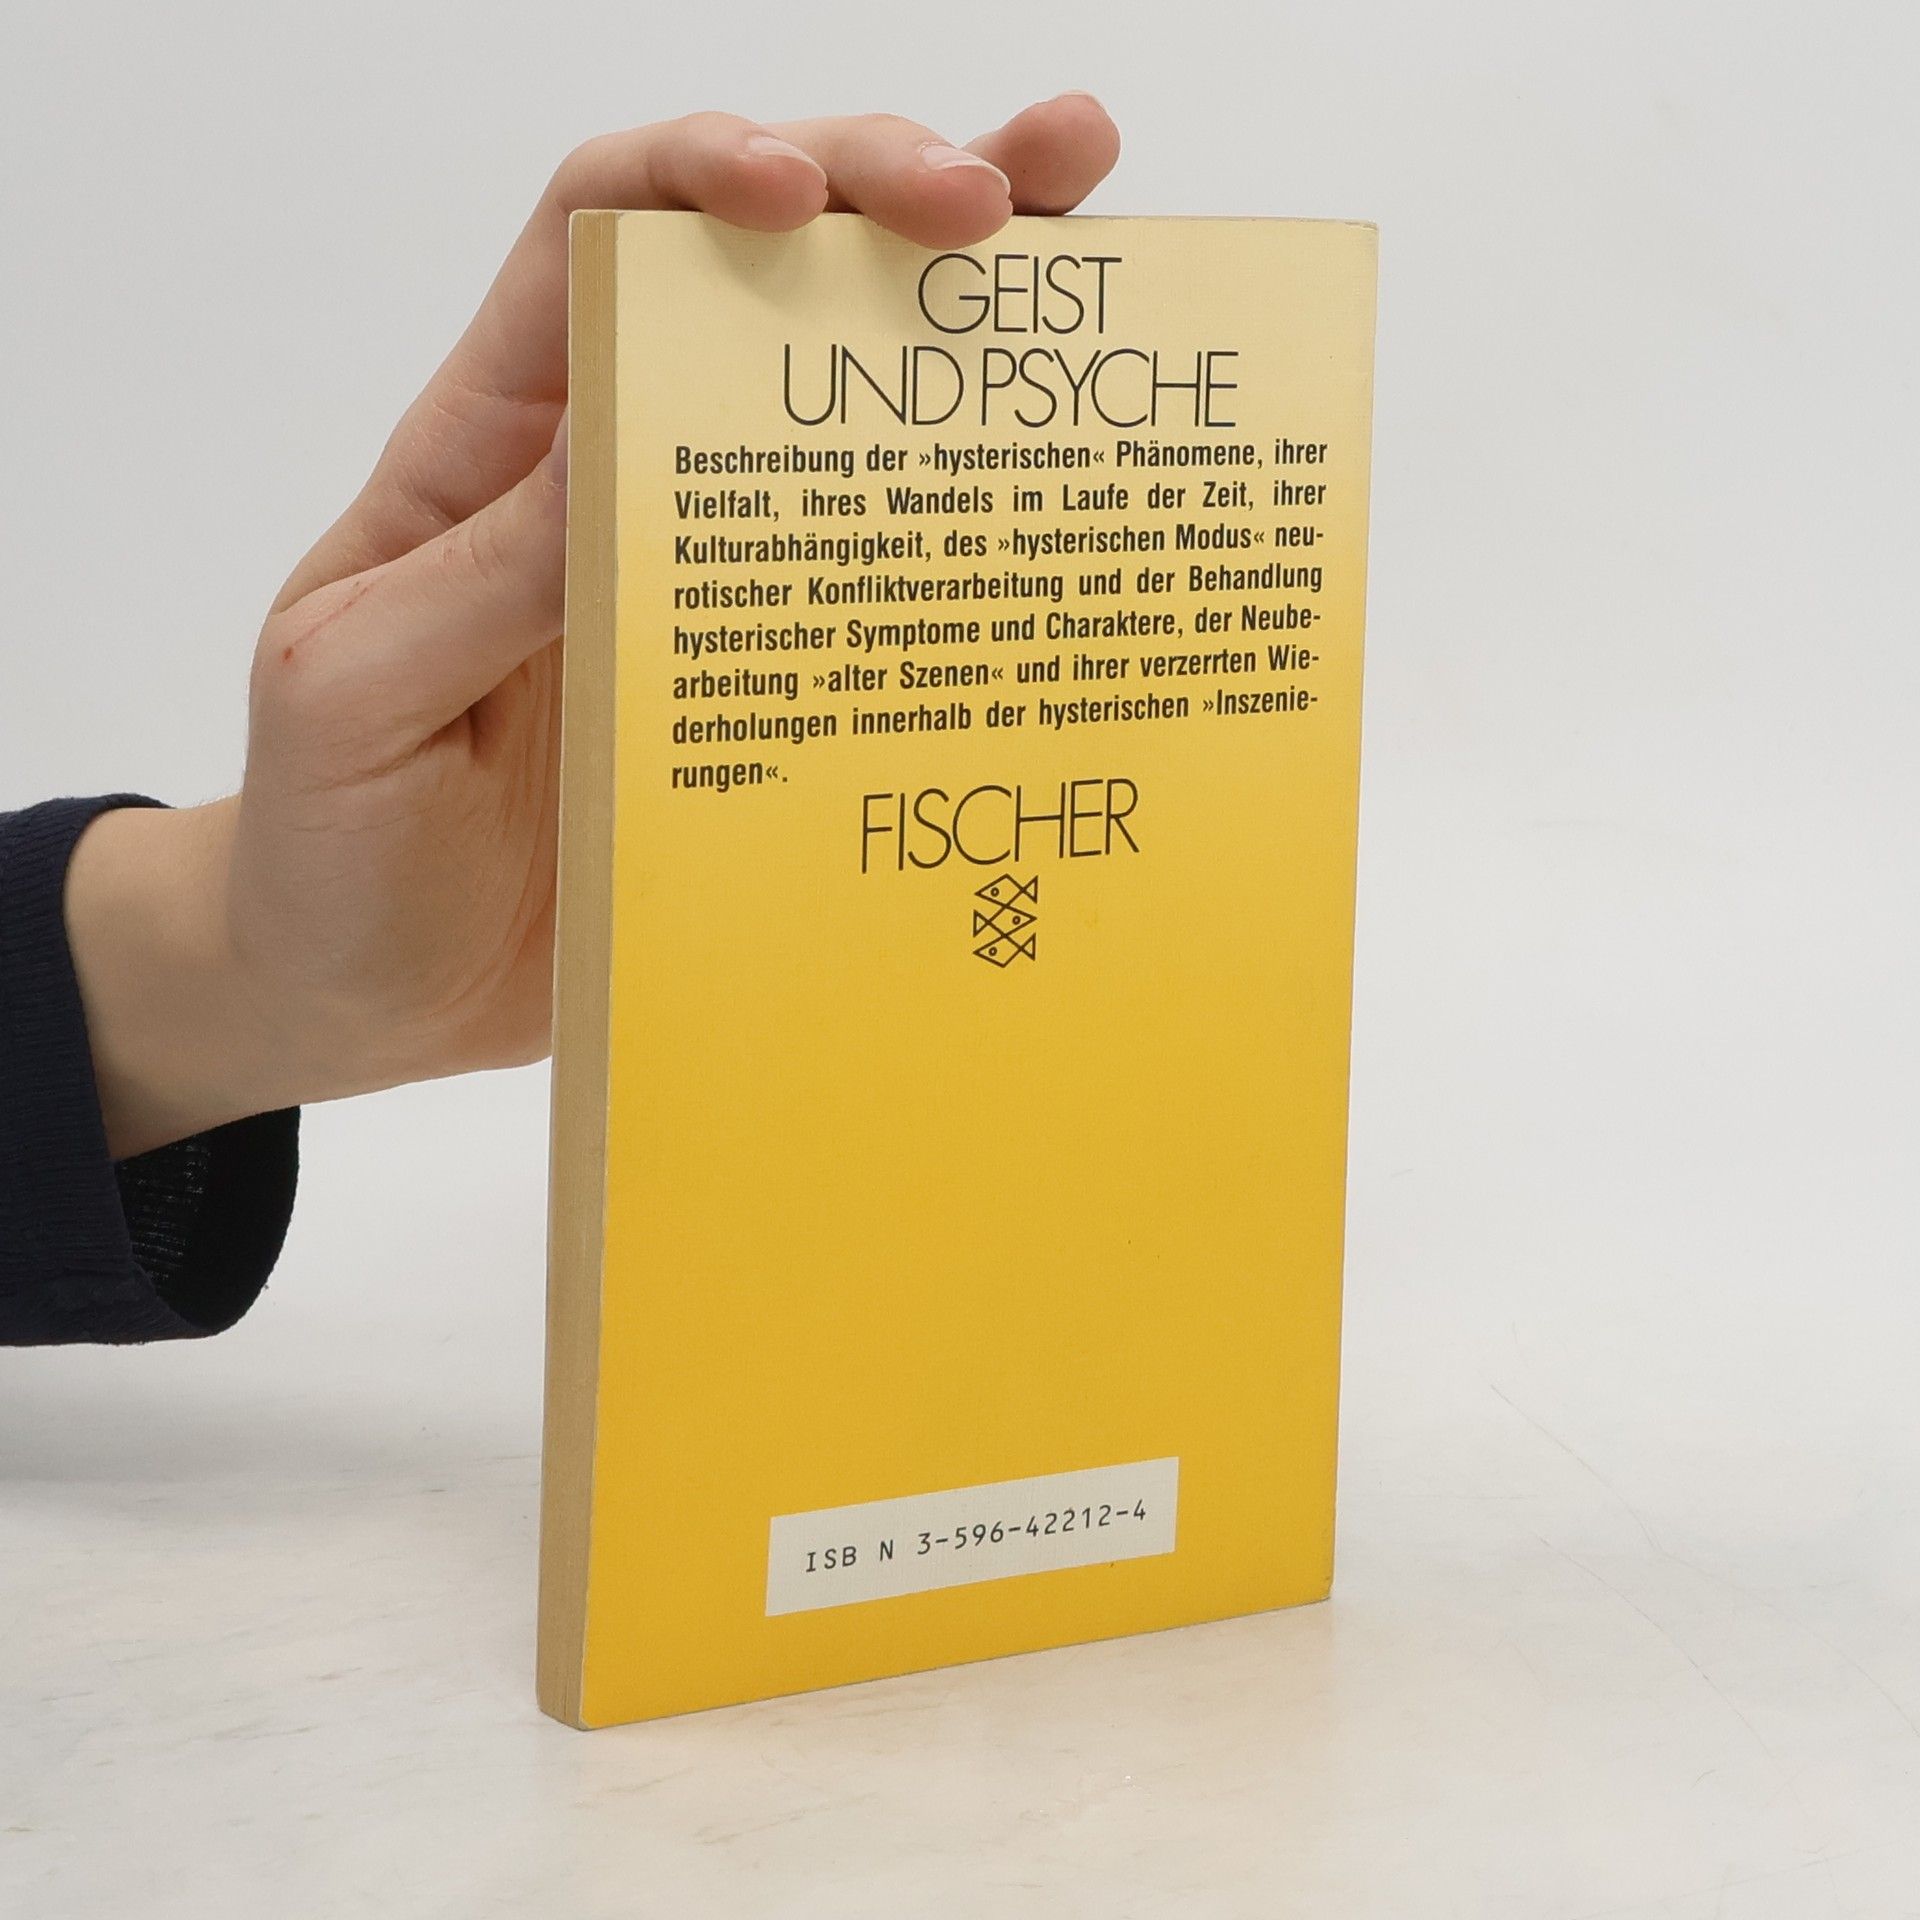 GEIST
UND PSYCHE
Beschreibung der »hysterischen« Phänomene, ihrer
Vielfalt, ihres Wandels im Laufe der Zeit, ihrer
Kulturabhängigkeit, des »hysterischen Modus« neu-
rotischer Konfliktverarbeitung und der Behandlung
hysterischer Symptome und Charaktere, der Neube-
arbeitung »alter Szenen« und ihrer verzerrten Wie-
derholungen innerhalb der hysterischen »Inszenie-
rungen«.
FISCHER
ISB N 3-596-42212-4